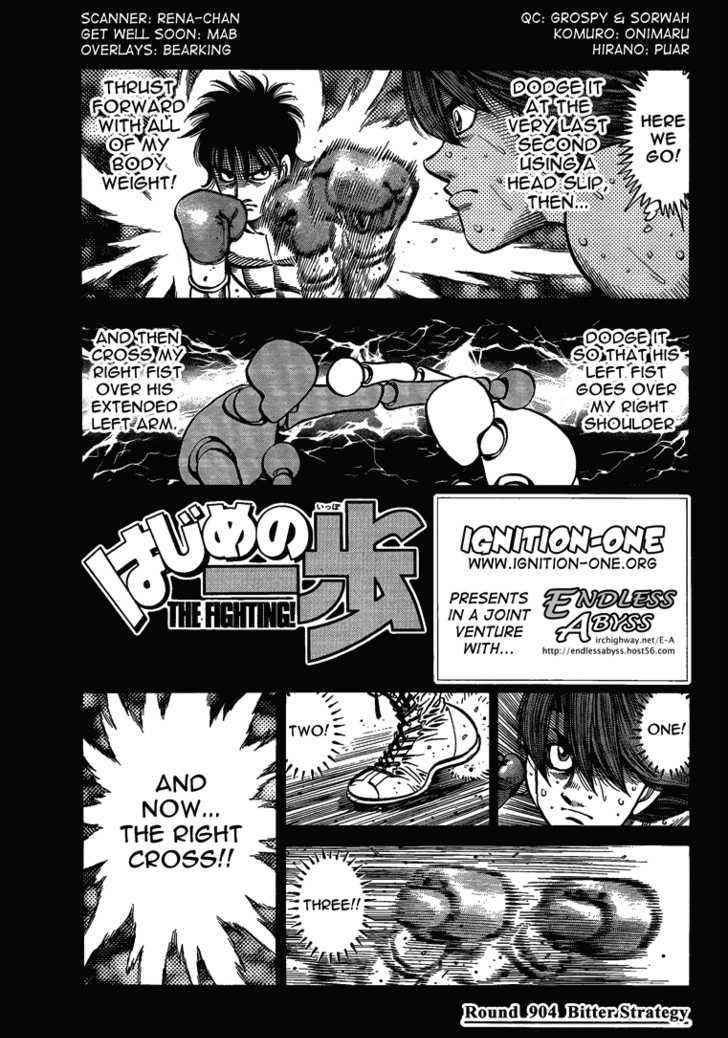 SCANNER: RENA-CHAN
GET WELL SOON: MAB
OVERLAYS: BEARKING
QC: GROSPY & SORWAH
KOMURO: ONIMARU
HIRANO: PUAR
HERE
WE
GO!
DODGE IT
AT THE
VERY LAST
SECOND
USING A
HEAD SLIP,
THEN...
THRUST
FORWARD
WITH ALL
OF MY
BODY
WEIGHT!
DODGE IT
SO THAT HIS
LEFT FIST
GOES OVER
MY RIGHT
SHOULDER
AND THEN
CROSS MY
RIGHT FIST
OVER HIS
EXTENDED
LEFT ARM.
はじめの一歩
いっぽ
THE FIGHTING!
IGNITION-ONE
WWW.IGNITION-ONE.ORG
PRESENTS
IN A JOINT
VENTURE
WITH...
ENDLESS
ABYSS
irchighway.net/E-A
http://endlessabyss.host56.com
ONE!
TWO!
THREE!!
AND
NOW...
THE RIGHT
CROSS!!
Round 904 Bitter Strategy